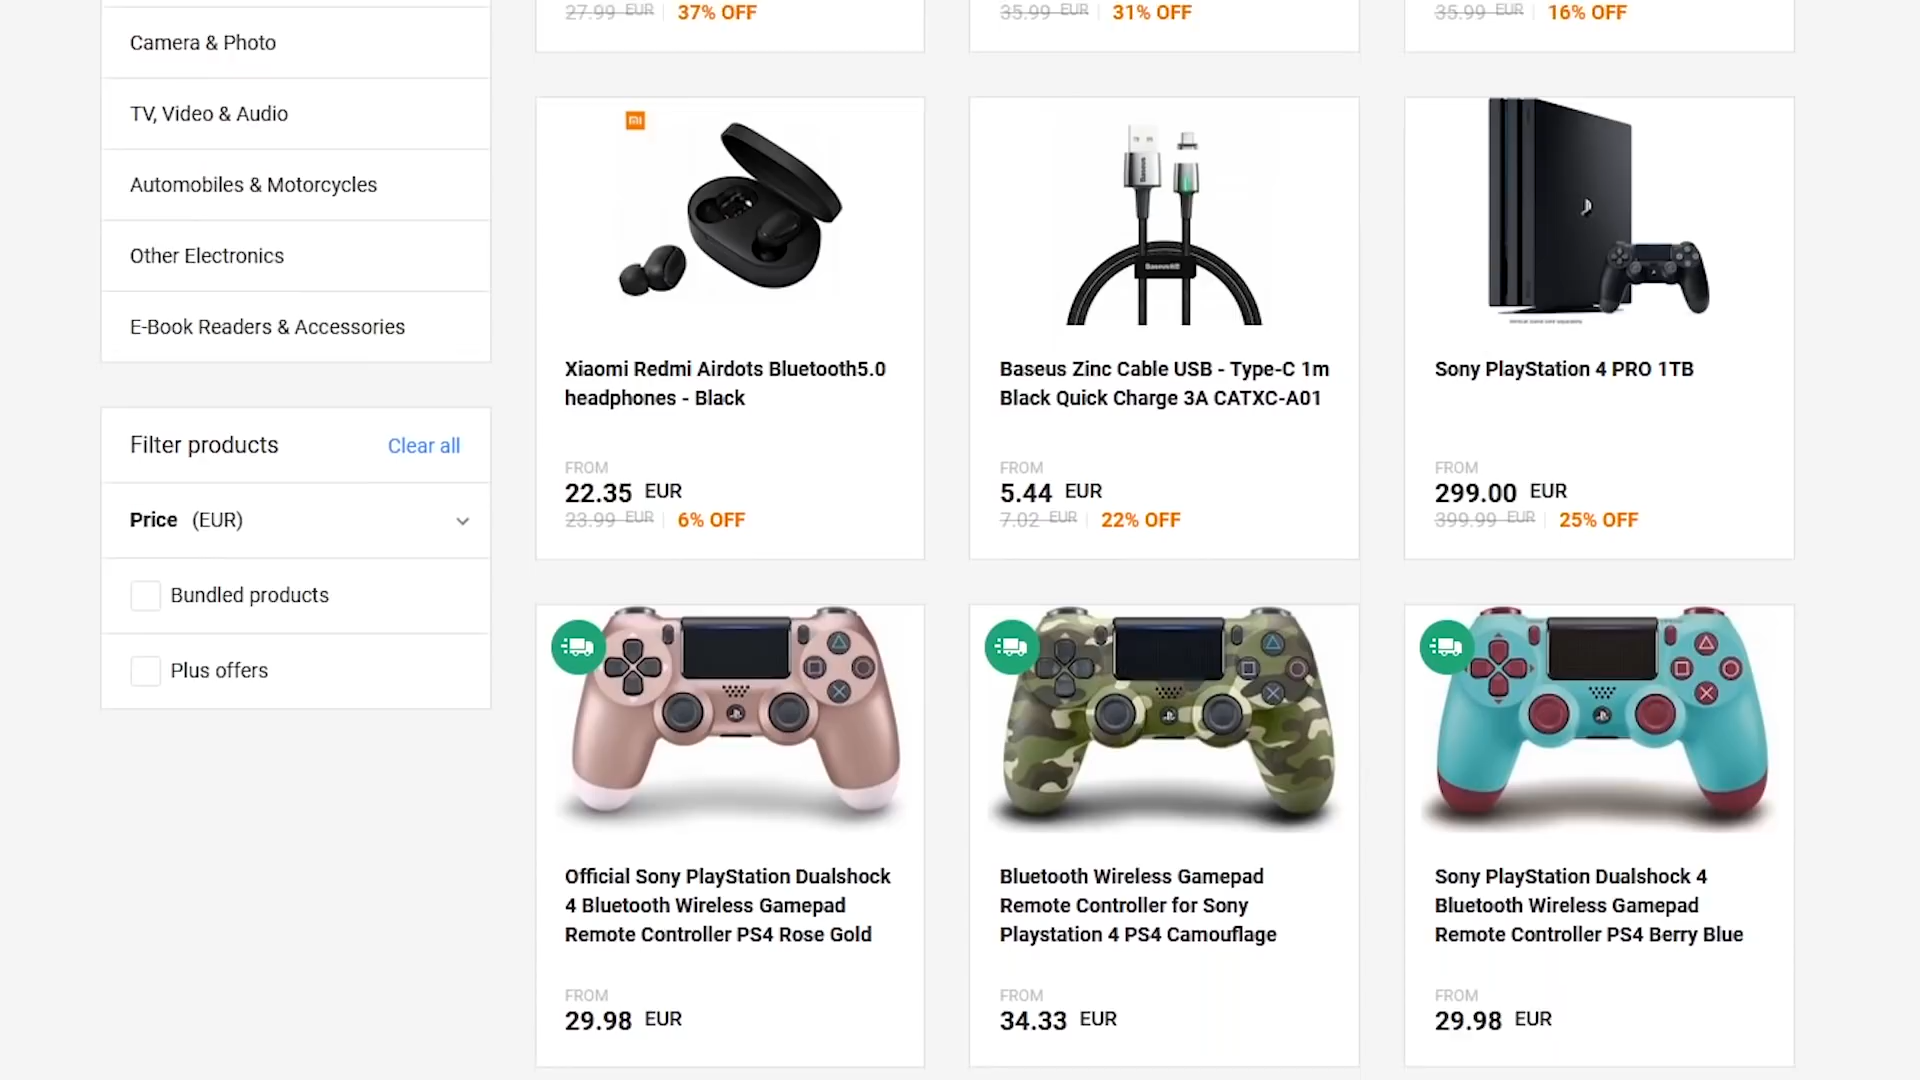 27.99 EUR 37% OFF
35.99 EUR 31% OFF
35.99 EUR 16% OFF
Camera & Photo
TV, Video & Audio
Automobiles & Motorcycles
Other Electronics
E-Book Readers & Accessories
Filter products Clear all
Price (EUR)
Bundled products
Plus offers
Xiaomi Redmi Airdots Bluetooth5.0
headphones - Black
FROM
22.35 EUR
23.99 EUR 6% OFF
Baseus
Baseus
Baseus Zinc Cable USB - Type-C 1m
Black Quick Charge 3A CATXC-A01
FROM
5.44 EUR
7.02 EUR 22% OFF
Sony PlayStation 4 PRO 1TB
FROM
299.00 EUR
399.99 EUR 25% OFF
Official Sony PlayStation Dualshock
4 Bluetooth Wireless Gamepad
Remote Controller PS4 Rose Gold
FROM
29.98 EUR
Bluetooth Wireless Gamepad
Remote Controller for Sony
Playstation 4 PS4 Camouflage
FROM
34.33 EUR
Sony PlayStation Dualshock 4
Bluetooth Wireless Gamepad
Remote Controller PS4 Berry Blue
FROM
29.98 EUR